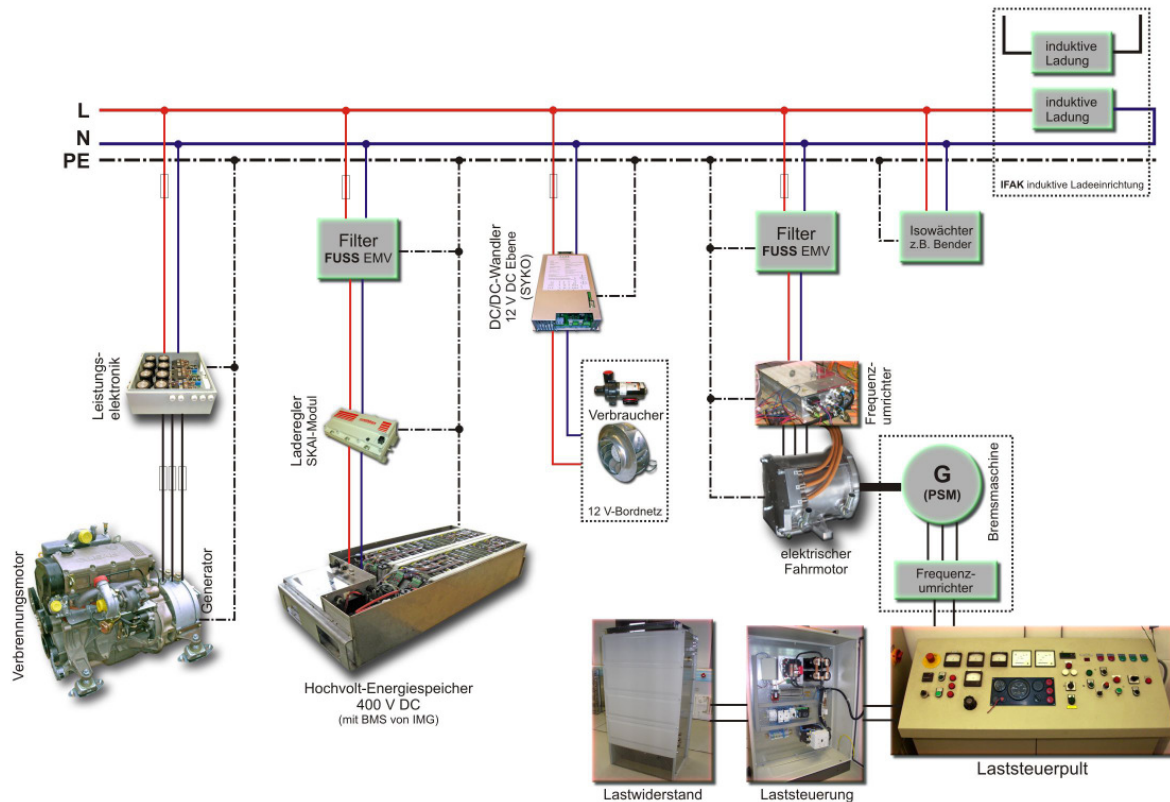 induktive
Ladung
L
induktive
Ladung
N
PE
IFAK induktive Ladeeinrichtung
Filter
FUSS EMV
DC/DC-Wandler
12 V DC Ebene
(SYKO)
Filter
FUSS EMV
Isowächter
z.B. Bender
Leistungs-
elektronik
Laderegler
SKAI-Modul
Verbraucher
12 V-Bordnetz
Frequenz-
umrichter
elektrischer
Fahrmotor
G
(PSM)
Bremsmaschine
Frequenz-
umrichter
Verbrennungsmotor
Generator
Hochvolt-Energiespeicher
400 V DC
(mit BMS von IMG)
Lastwiderstand
Laststeuerung
Laststeuerpult